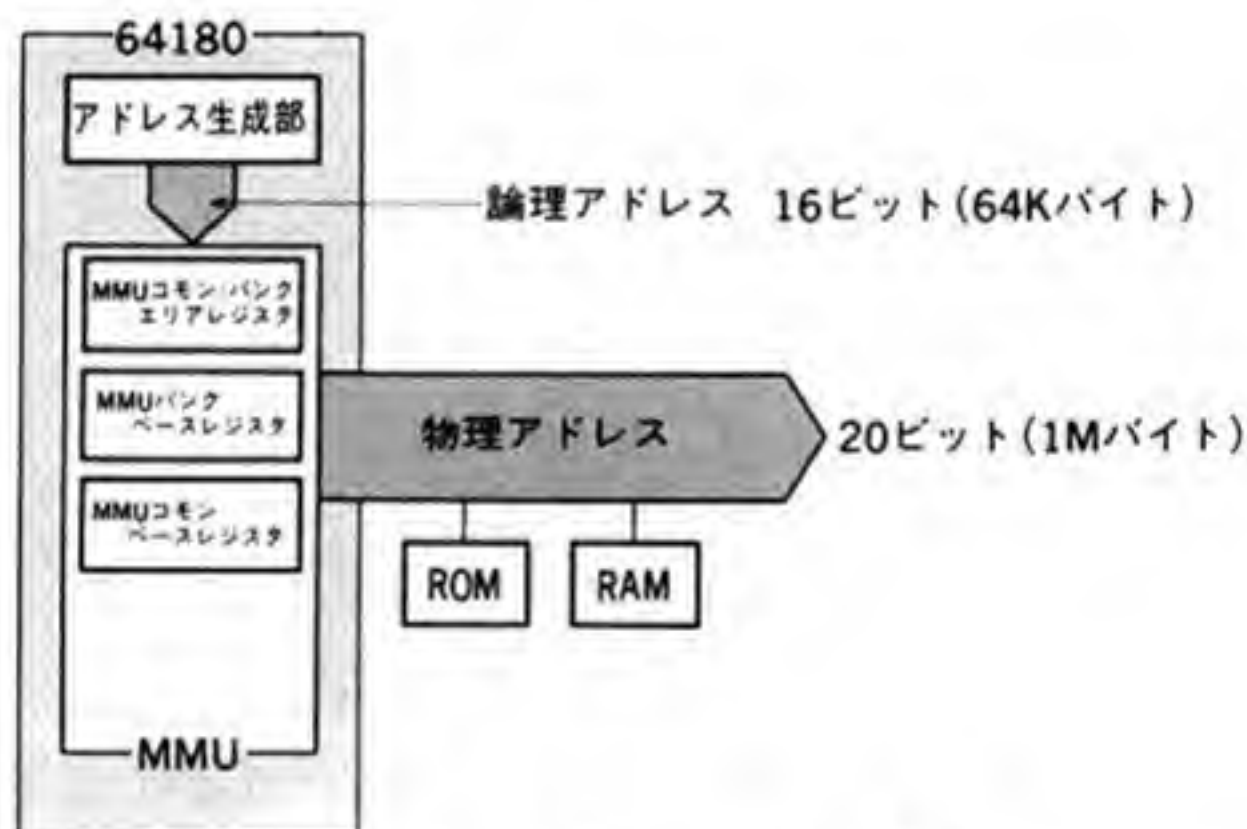 64180
アドレス生成部
論理アドレス 16ビット(64Kバイト)
MMUコモン・バンク
エリアレジスタ
MMUバンク
ベースレジスタ
物理アドレス
20ビット(1Mバイト)
MMUコモン
ベースレジスタ
ROM
RAM
MMU